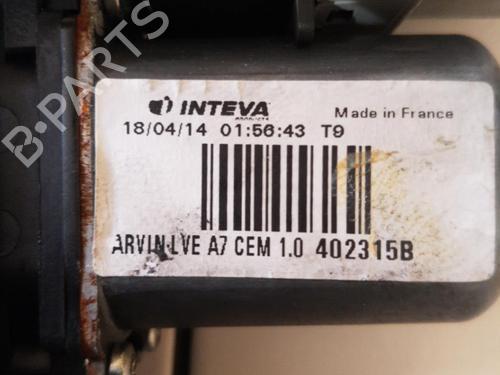 B-PARTS
INTEVA
PRODUCTS
Made in France
18/04/14 01:56:43 T9
ARVIN LVE A7 CEM 1.0 402315B